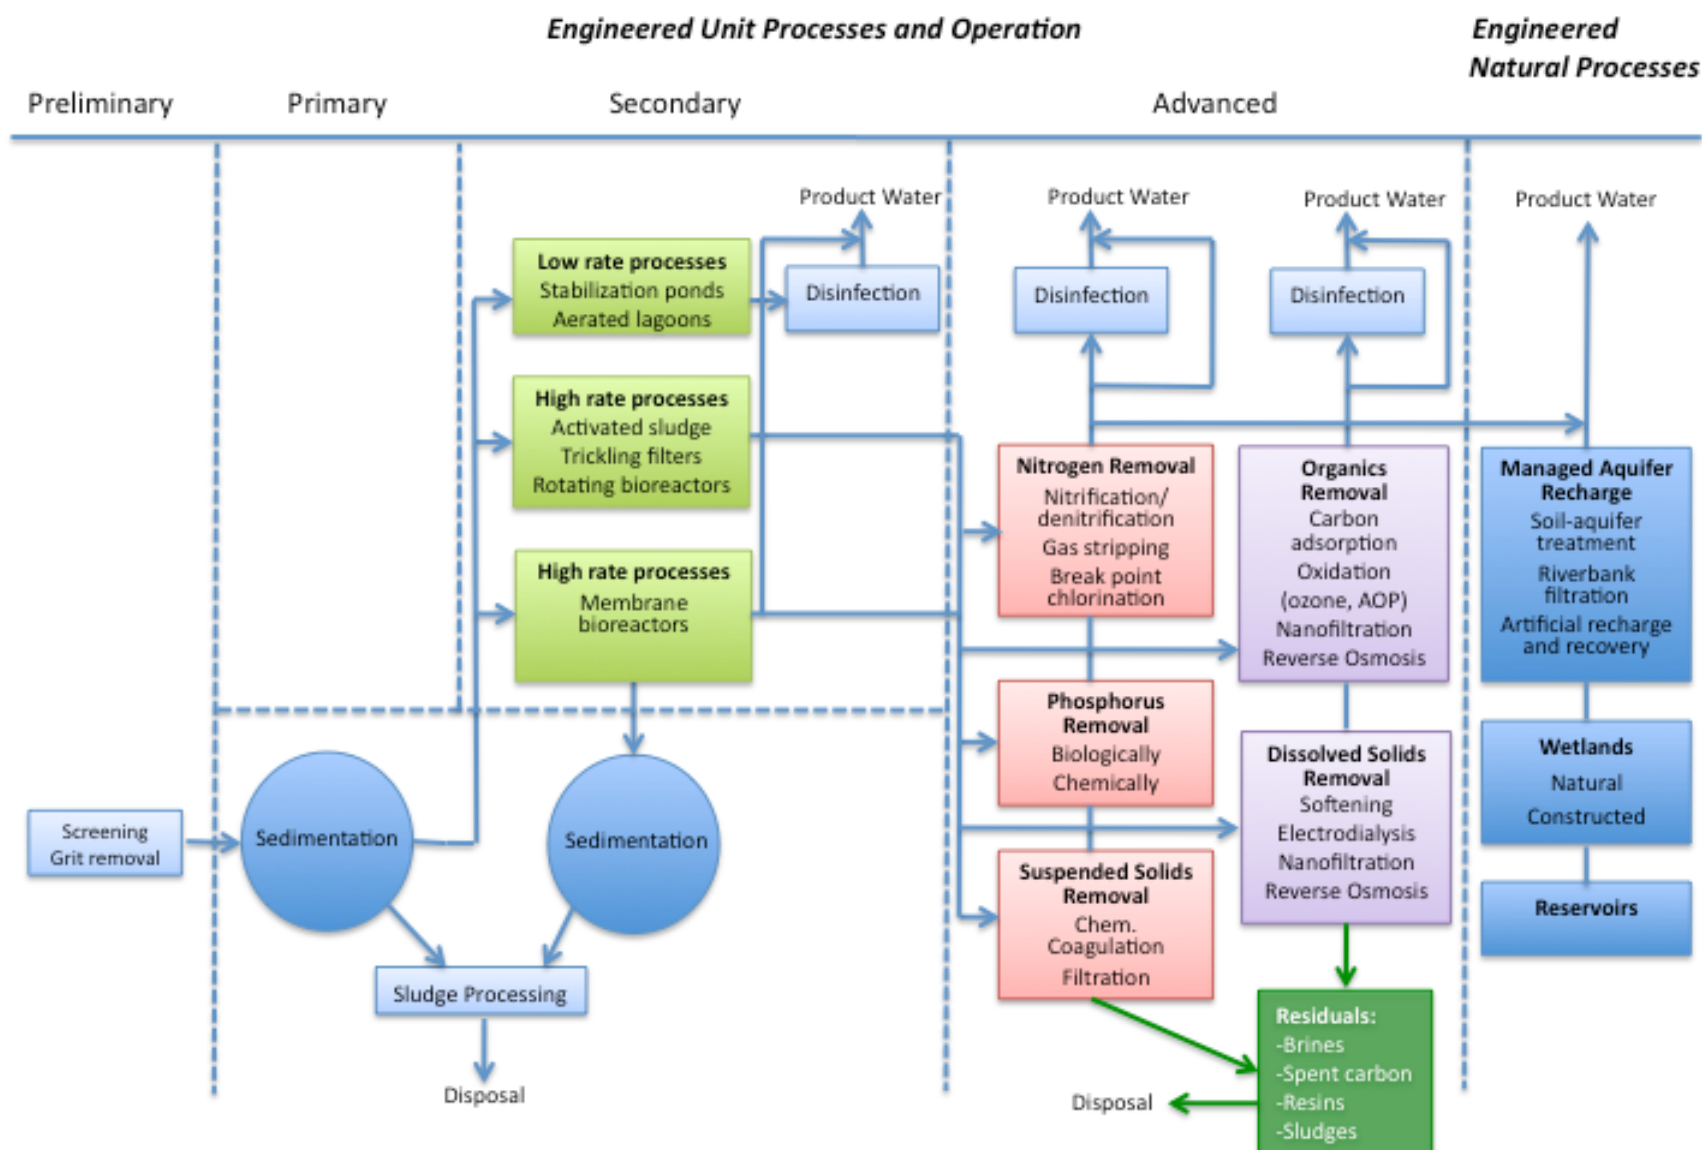 Engineered Unit Processes and Operation
Engineered
Natural Processes
Preliminary
Primary
Secondary
Advanced
Screening
Grit removal
Sedimentation
Sludge Processing
Disposal
Low rate processes
Stabilization ponds
Aerated lagoons
High rate processes
Activated sludge
Trickling filters
Rotating bioreactors
High rate processes
Membrane
bioreactors
Sedimentation
Product Water
Disinfection
Product Water
Disinfection
Nitrogen Removal
Nitrification/
denitrification
Gas stripping
Break point
chlorination
Phosphorus
Removal
Biologically
Chemically
Suspended Solids
Removal
Chem.
Coagulation
Filtration
Product Water
Disinfection
Organics
Removal
Carbon
adsorption
Oxidation
(ozone, AOP)
Nanofiltration
Reverse Osmosis
Dissolved Solids
Removal
Softening
Electrodialysis
Nanofiltration
Reverse Osmosis
Residuals:
-Brines
-Spent carbon
-Resins
-Sludges
Disposal
Product Water
Managed Aquifer
Recharge
Soil-aquifer
treatment
Riverbank
filtration
Artificial recharge
and recovery
Wetlands
Natural
Constructed
Reservoirs